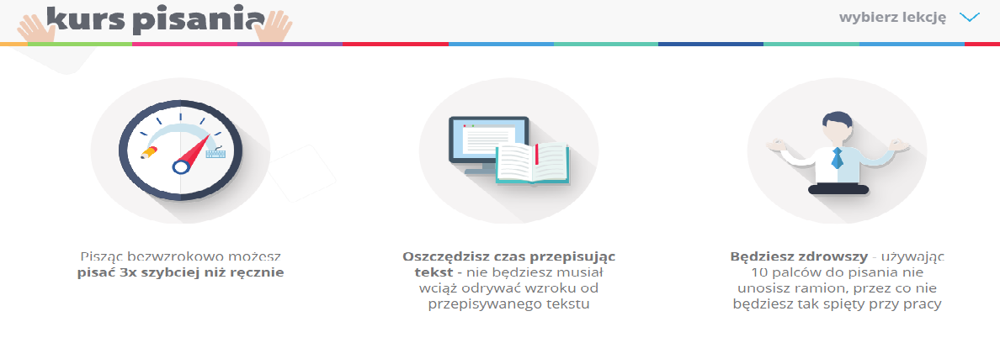 kurs pisania
wybierz lekcję
Pisząc bezwzrokowo możesz
pisać 3x szybciej niż ręcznie
Oszczędzisz czas przepisując
tekst - nie będziesz musiał
wciąż odrywać wzroku od
przepisywanego tekstu
Będziesz zdrowszy - używając
10 palców do pisania nie
unosisz ramion, przez co nie
będziesz tak spięty przy pracy